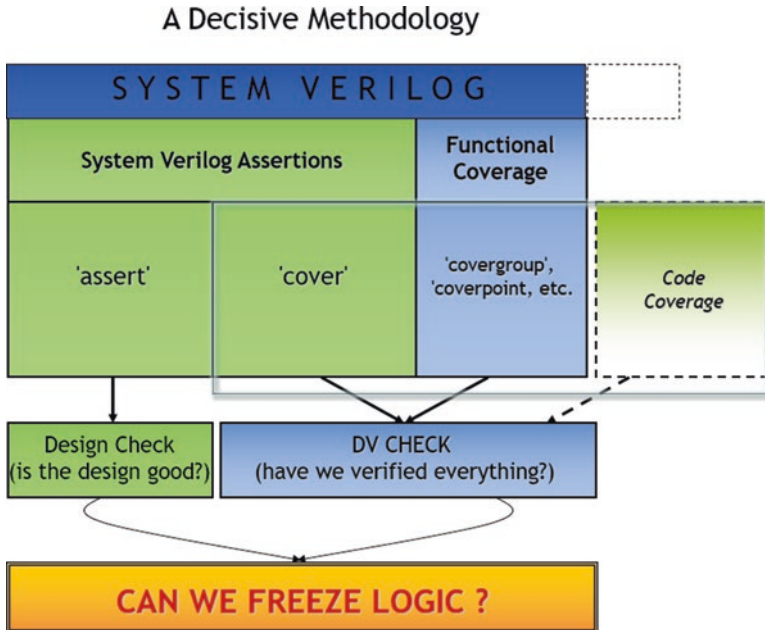 A Decisive Methodology
SYSTEM VERILOG
System Verilog Assertions
Functional
Coverage
'assert'
'cover'
'covergroup',
'coverpoint, etc.
Code
Coverage
Design Check
(is the design good?)
DV CHECK
(have we verified everything?)
CAN WE FREEZE LOGIC ?